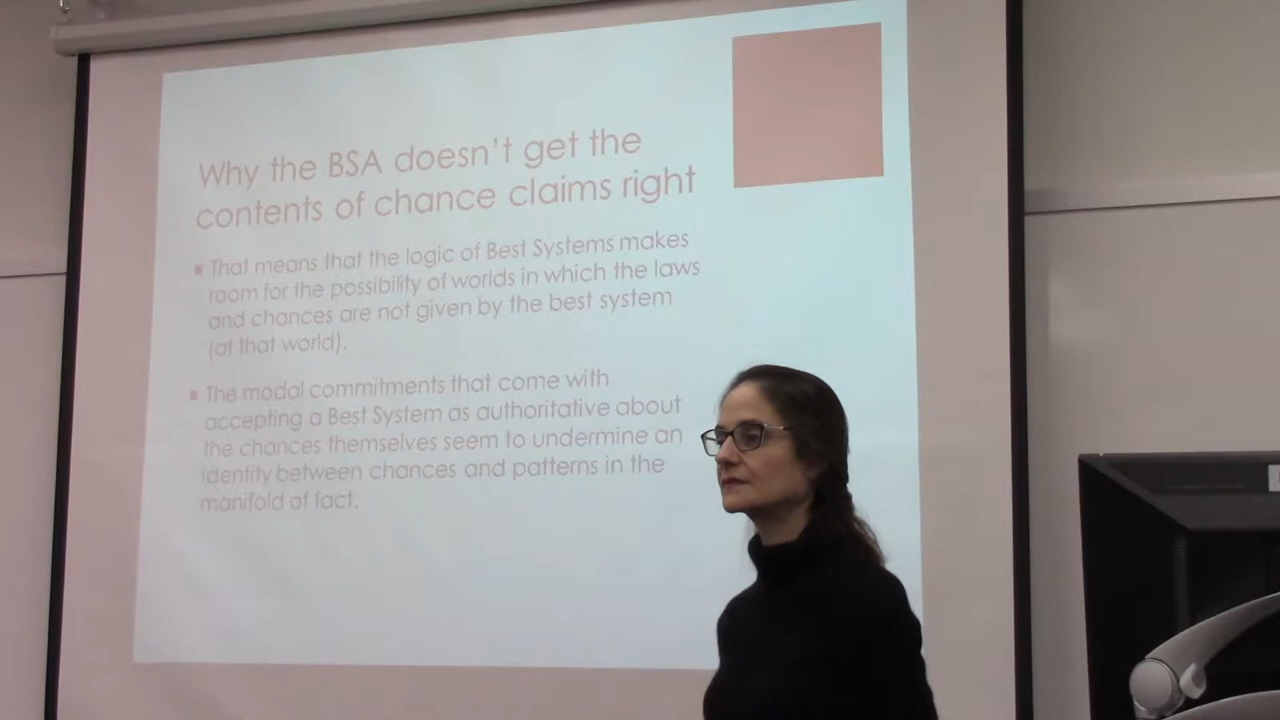 Why the BSA doesn't get the
contents of chance claims right
That means that the logic of Best Systems makes
room for the possibility of worlds in which the laws
and chances are not given by the best system
(at that world).
The modal commitments that come with
accepting a Best System as authoritative about
the chances themselves seem to undermine an
identity between chances and patterns in the
manifold of fact.